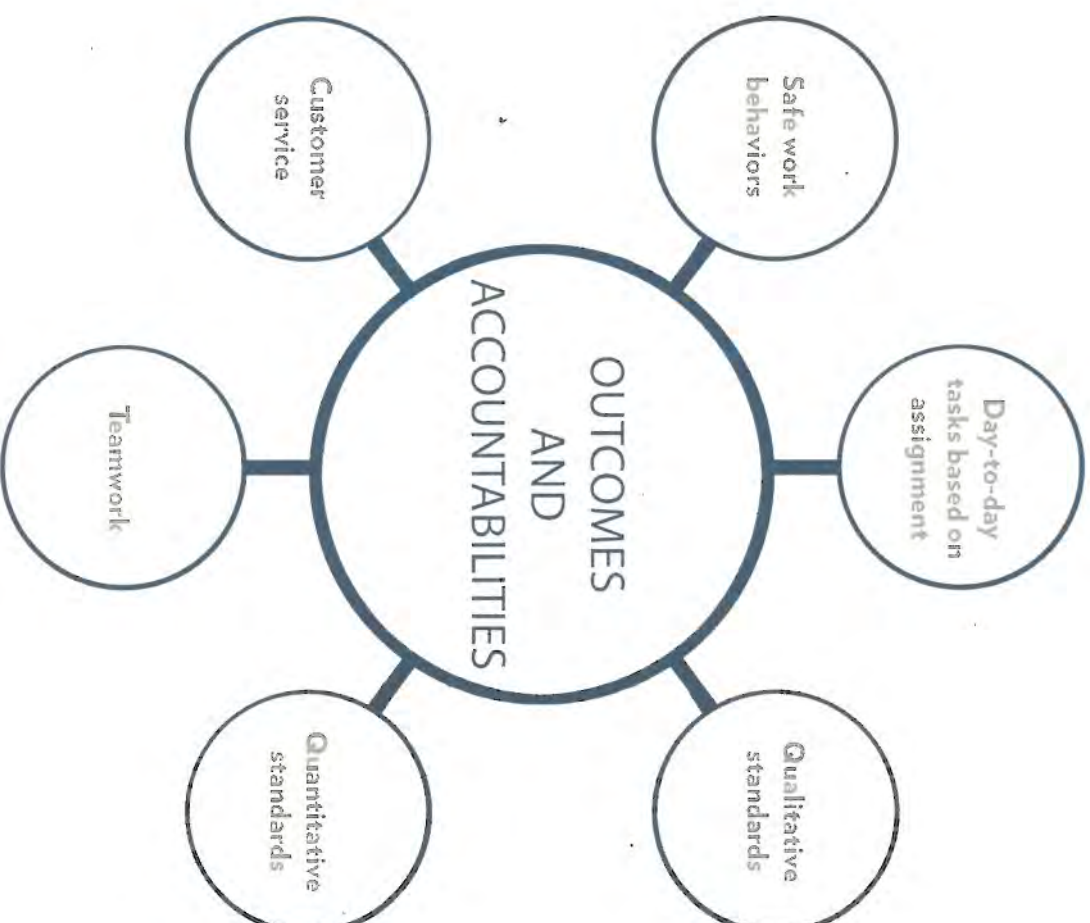 OUTCOMES
AND
ACCOUNTABILITIES
Day-to-day
tasks based on
assignment
Qualitative
standards
Quantitative
standards
Teamwork
Customer
service
Safe work
behaviors